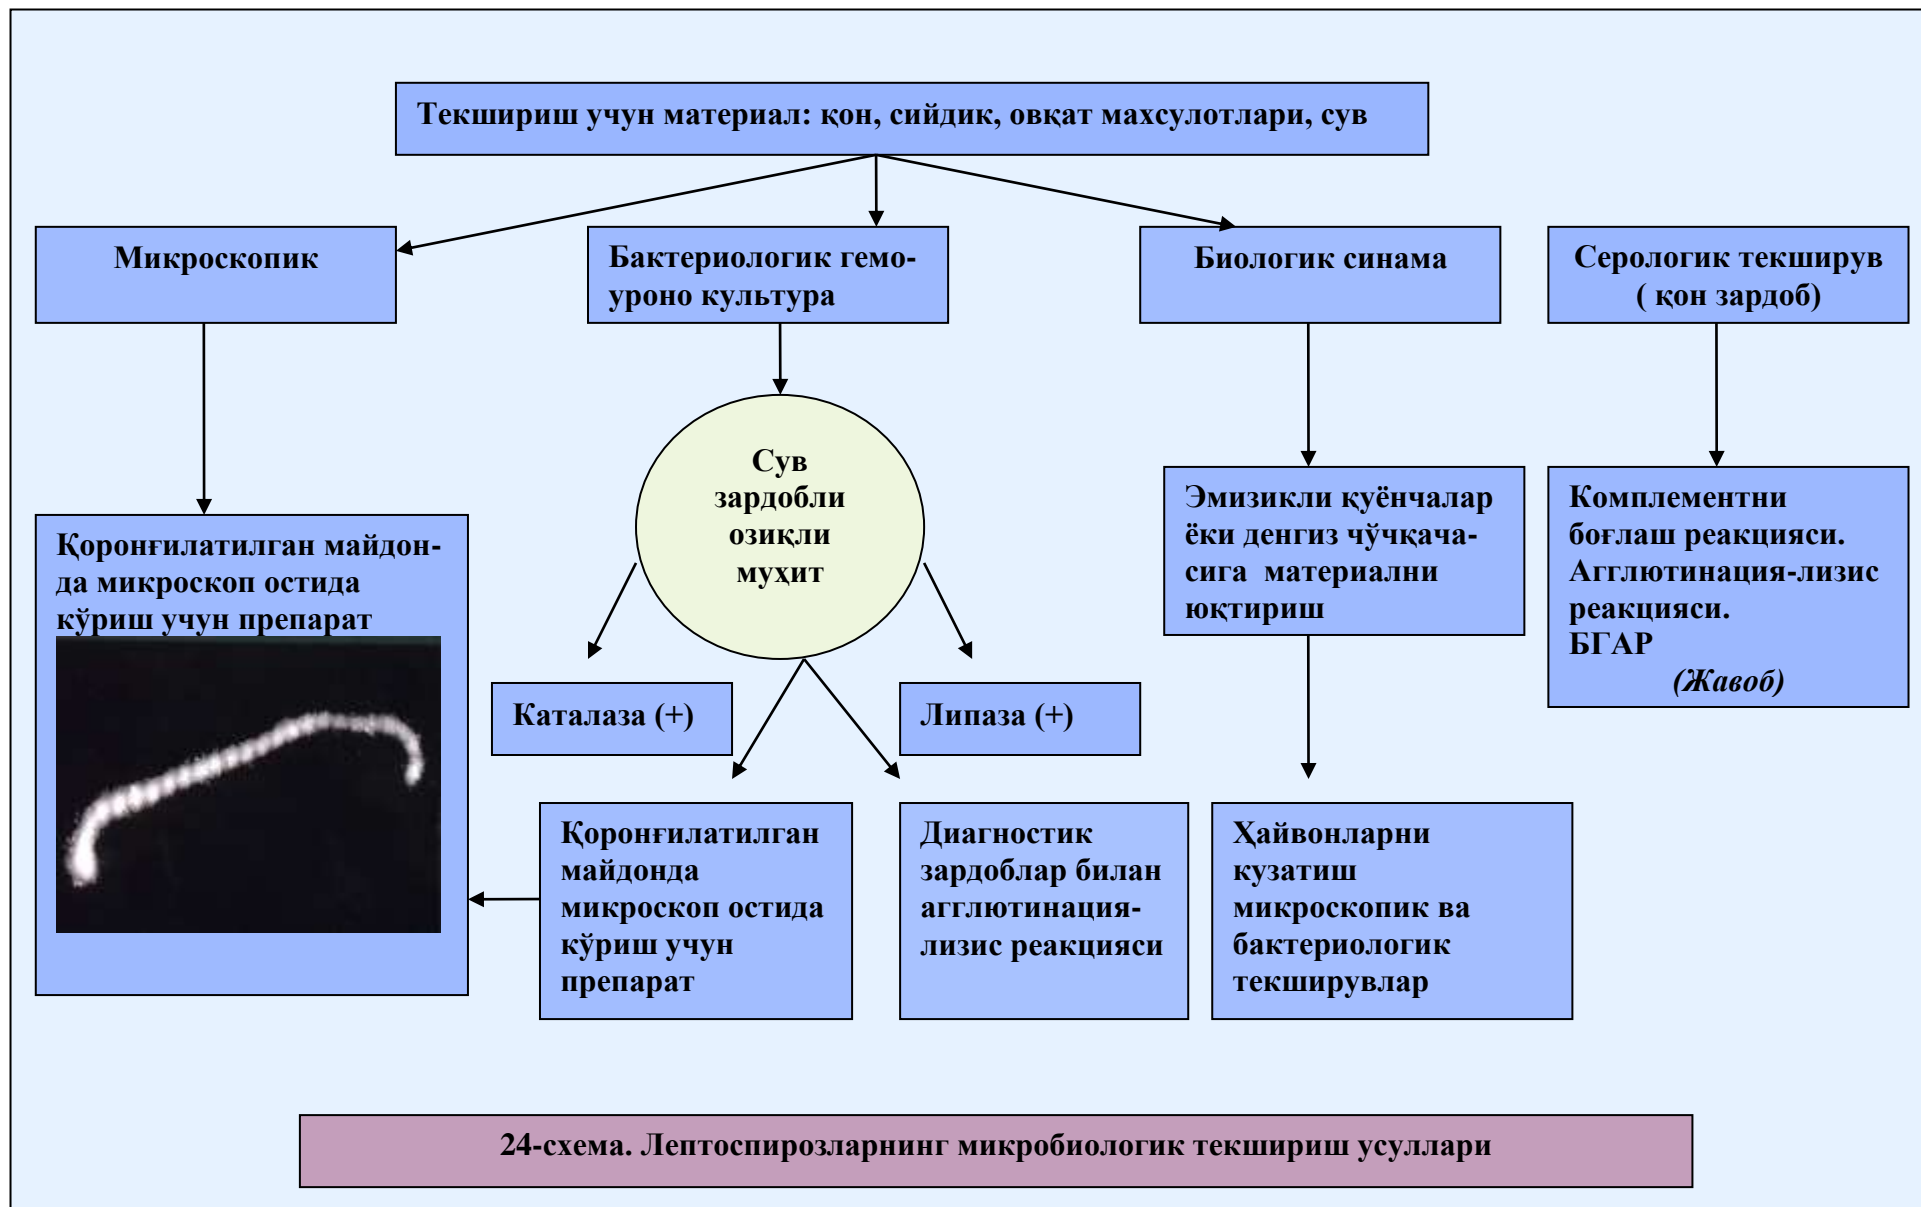 Текшириш учун материал: қон, сийдик, овқат махсулотлари, сув
Микроскопик
Бактериологик гемо-
уроно культура
Биологик синама
Серологик текширув
( қон зардоб)
Сув
зардобли
озиқли
муҳит
Эмизикли қуёнчалар
ёки денгиз чўчқача-
сига материални
юқтириш
Комплементни
боғлаш реакцияси.
Агглютинация-лизис
реакцияси.
БГАР
(Жавоб)
Қоронғилатилган майдон-
да микроскоп остида
кўриш учун препарат
Каталаза (+)
Липаза (+)
Қоронғилатилган
майдонда
микроскоп остида
кўриш учун
препарат
Диагностик
зардоблар билан
агглютинация-
лизис реакцияси
Ҳайвонларни
кузатиш
микроскопик ва
бактериологик
текширувлар
24-схема. Лептоспирозларнинг микробиологик текшириш усуллари